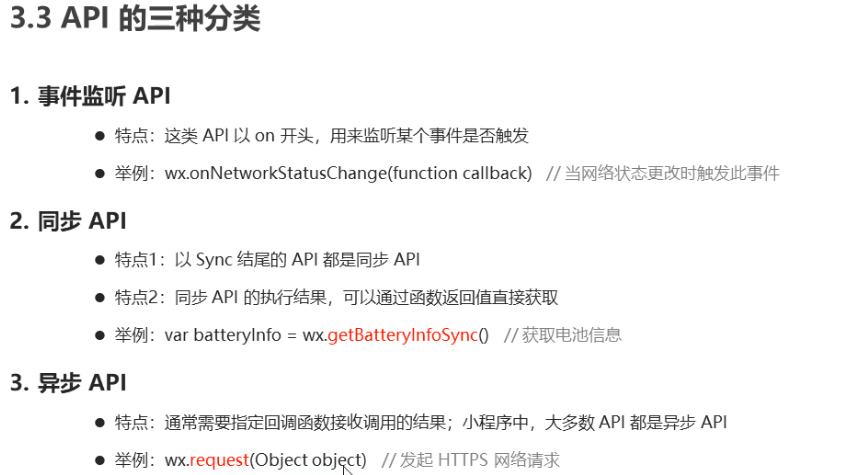 3.3 API 的三种分类
1. 事件监听 API
● 特点：这类 API 以 on 开头，用来监听某个事件是否触发
● 举例：wx.onNetworkStatusChange(function callback) // 当网络状态更改时触发此事件
2. 同步 API
● 特点1：以 Sync 结尾的 API 都是同步 API
● 特点2：同步 API 的执行结果，可以通过函数返回值直接获取
● 举例：var batteryInfo = wx.getBatteryInfoSync() // 获取电池信息
3. 异步 API
● 特点：通常需要指定回调函数接收调用的结果；小程序中，大多数 API 都是异步 API
● 举例：wx.request(Object object) // 发起 HTTPS 网络请求